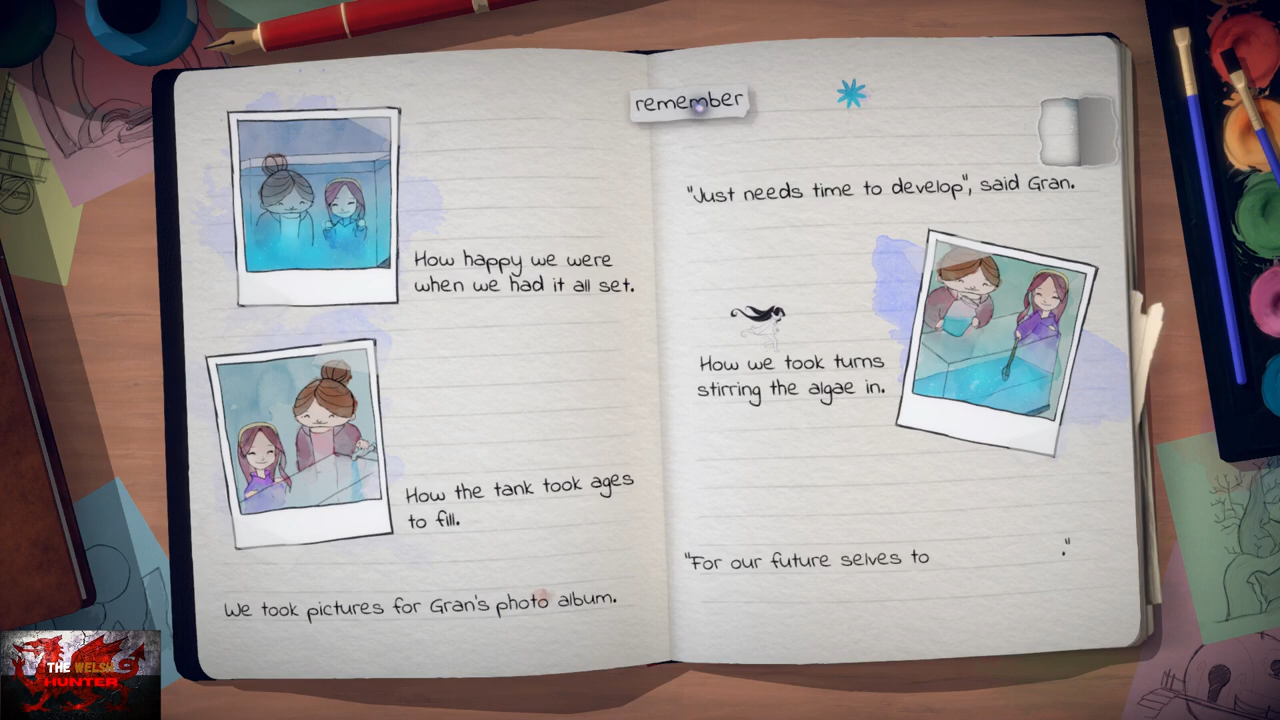 remember
How happy we were
when we had it all set.
How the tank took ages
to fill.
We took pictures for Gran's photo album.
"Just needs time to develop", said Gran.
How we took turns
stirring the algae in.
"For our future selves to ."
THE WELSH
HUNTER